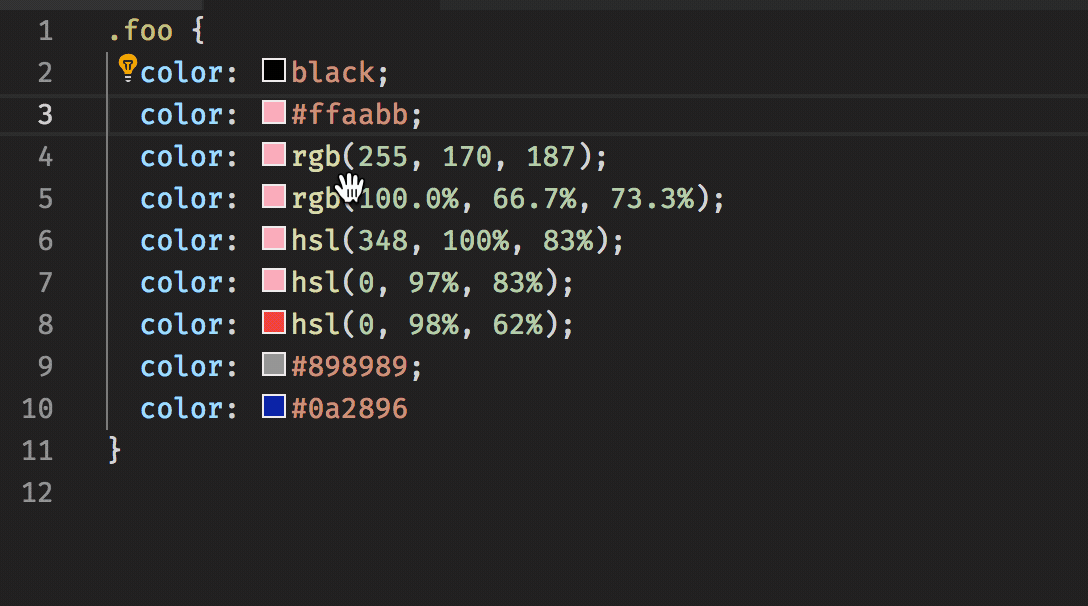 1 .foo {
2 color: black;
3 color: #ffaabb;
4 color: rgb(255, 170, 187);
5 color: rgb(100.0%, 66.7%, 73.3%);
6 color: hsl(348, 100%, 83%);
7 color: hsl(0, 97%, 83%);
8 color: hsl(0, 98%, 62%);
9 color: #898989;
10 color: #0a2896
11 }
12